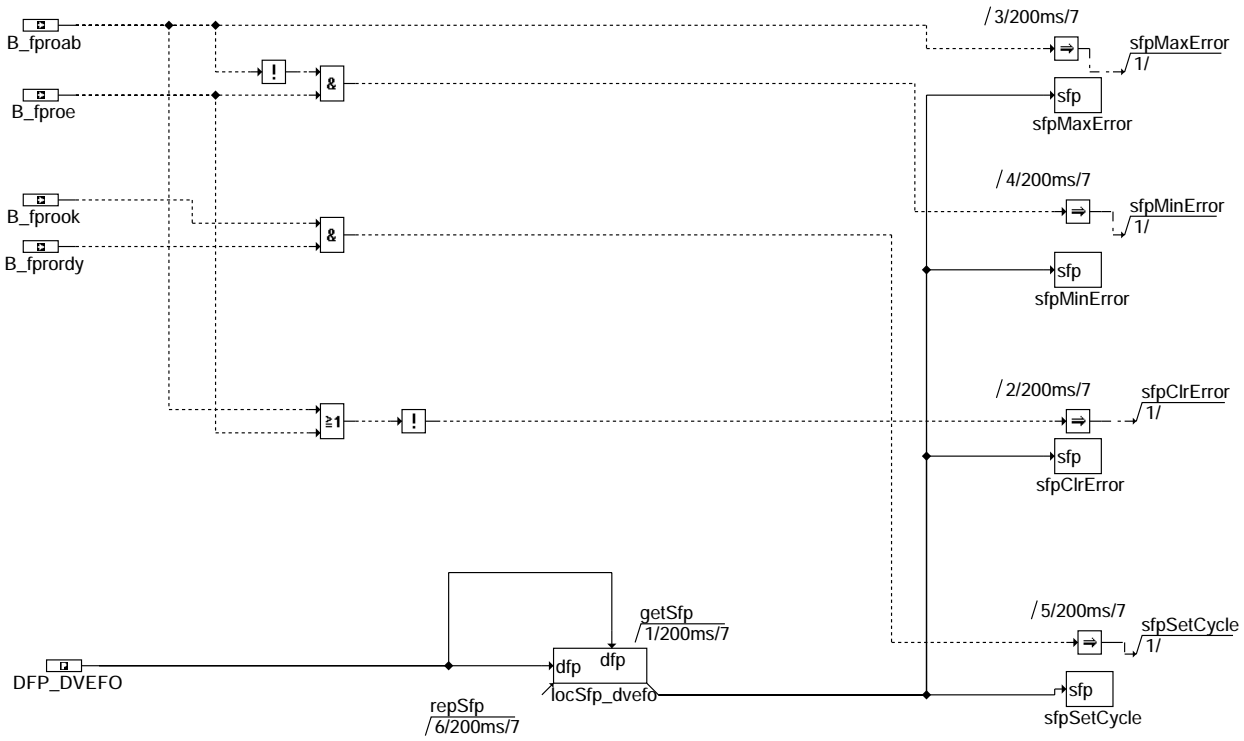 /3/200ms/7
B_fproab
sfpMaxError
1/
!
⇒
&
sfp
B_fproe
sfpMaxError
/4/200ms/7
B_fprook
sfpMinError
⇒
1/
&
B_fprordy
sfp
sfpMinError
/2/200ms/7
sfpClrError
1/
≧1
!
⇒
sfp
sfpClrError
getSfp
/1/200ms/7
/5/200ms/7
sfpSetCycle
⇒
1/
dfp
dfp
DFP_DVEFO
locSfp_dvefo
sfp
repSfp
/6/200ms/7
sfpSetCycle